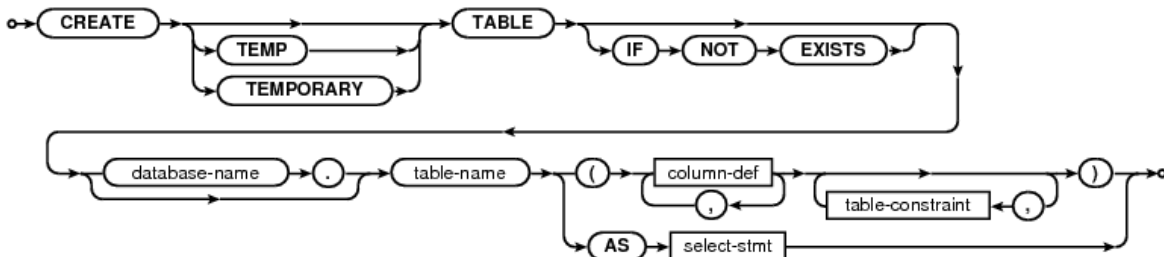 CREATE TABLE
TEMP IF NOT EXISTS
TEMPORARY
database-name . table-name ( column-def )
, table-constraint ,
AS select-stmt